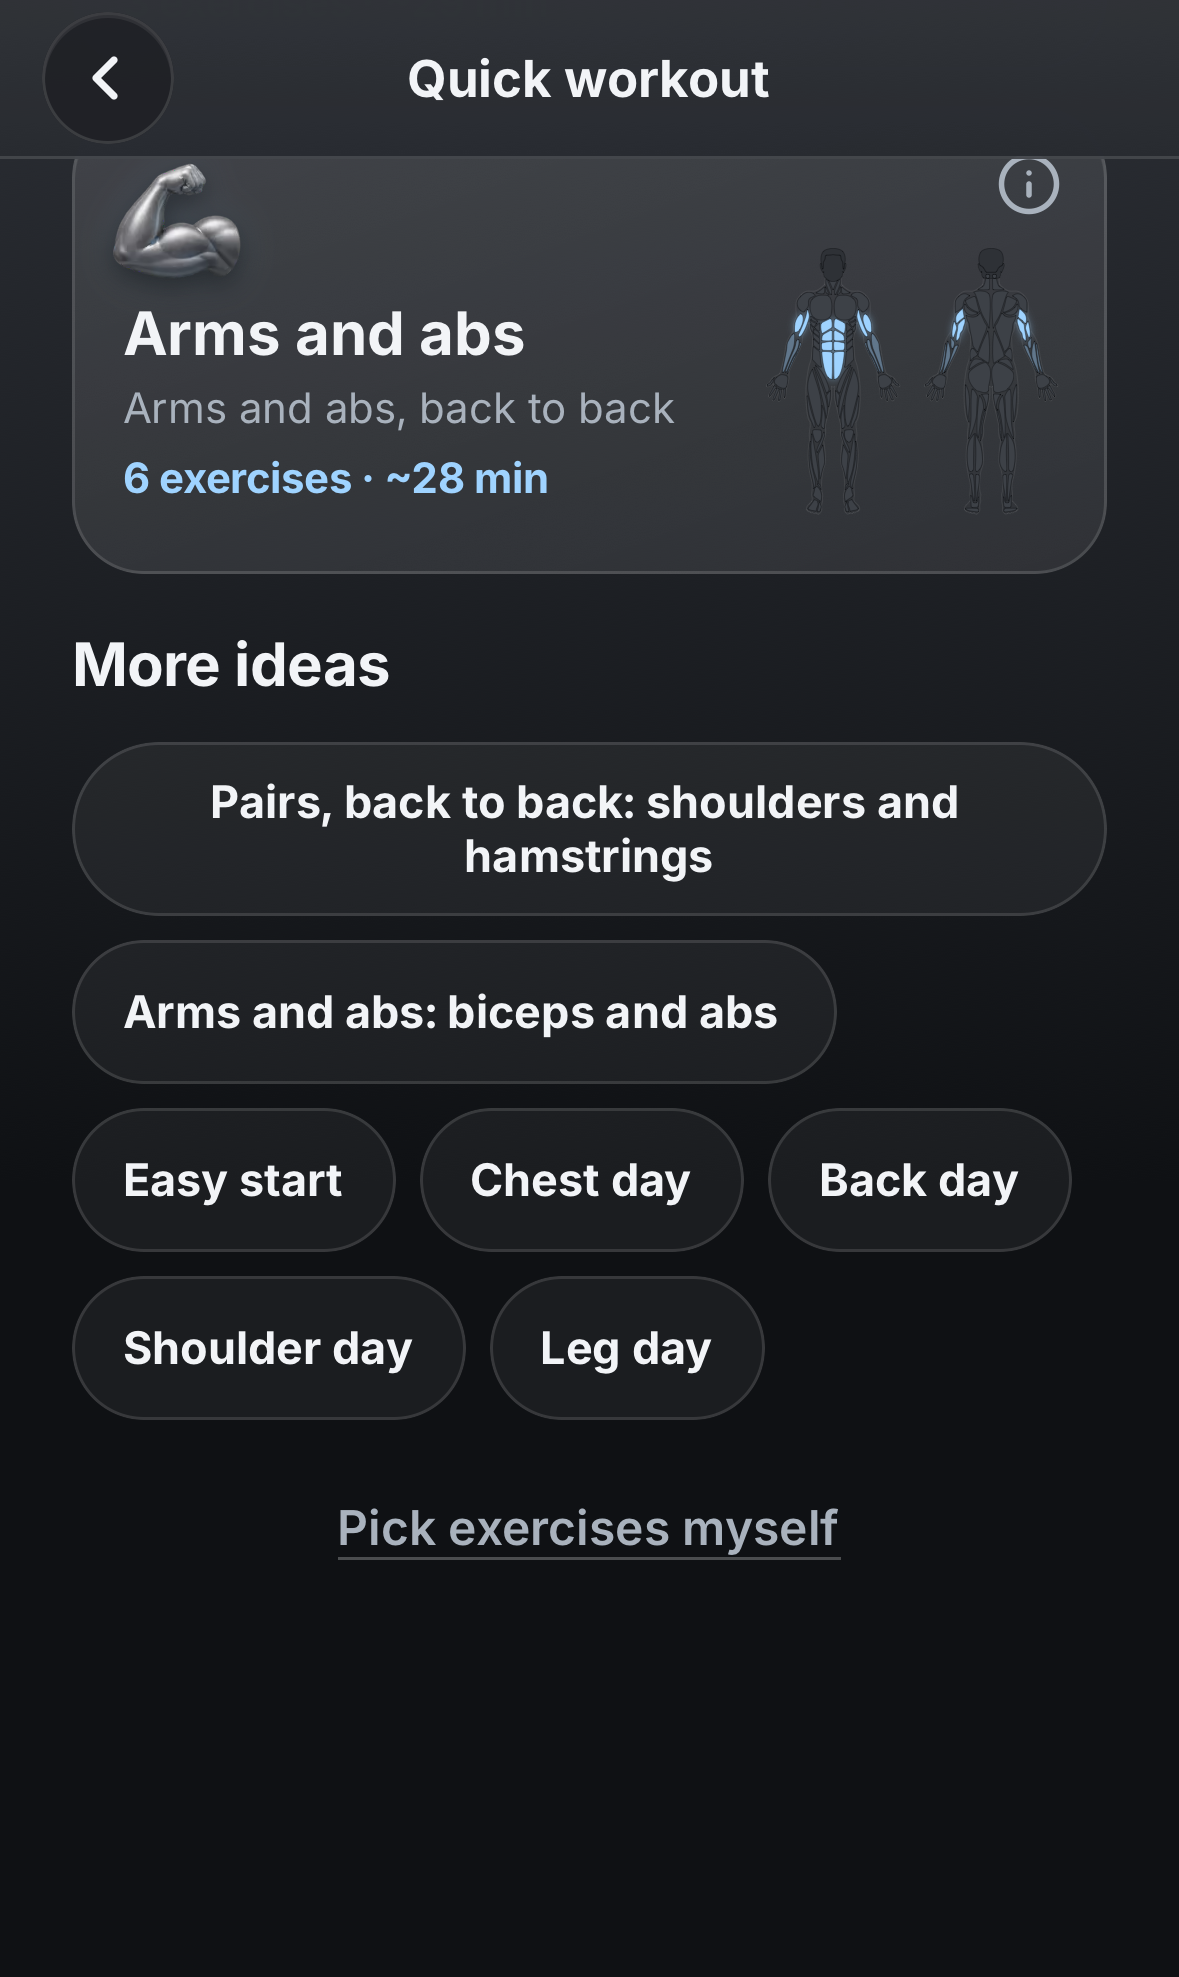 Quick workout
Arms and abs
Arms and abs, back to back
6 exercises · ~28 min
More ideas
Pairs, back to back: shoulders and
hamstrings
Arms and abs: biceps and abs
Easy start
Chest day
Back day
Shoulder day
Leg day
Pick exercises myself